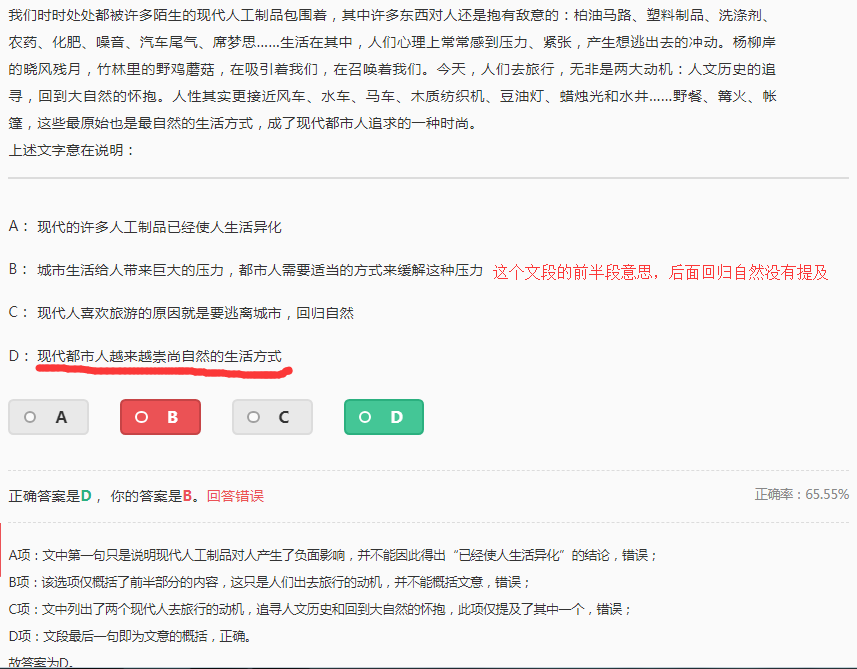 我们时时处处都被许多陌生的现代人工制品包围着，其中许多东西对人还是抱有敌意的：柏油马路、塑料制品、洗涤剂、
农药、化肥、噪音、汽车尾气、席梦思……生活在其中，人们心理上常常感到压力、紧张，产生想逃出去的冲动。杨柳岸
的晓风残月，竹林里的野鸡蘑菇，在吸引着我们，在召唤着我们。今天，人们去旅行，无非是两大动机：人文历史的追
寻，回到大自然的怀抱。人性其实更接近风车、水车、马车、木质纺织机、豆油灯、蜡烛光和水井……野餐、篝火、帐
篷，这些最原始也是最自然的生活方式，成了现代都市人追求的一种时尚。
上述文字意在说明：
A： 现代的许多人工制品已经使人生活异化
B： 城市生活给人带来巨大的压力，都市人需要适当的方式来缓解这种压力 这个文段的前半段意思，后面回归自然没有提及
C： 现代人喜欢旅游的原因就是要逃离城市，回归自然
D： 现代都市人越来越崇尚自然的生活方式
A B C D
正确答案是D， 你的答案是B。回答错误 正确率：65.55%
A项：文中第一句只是说明现代人工制品对人产生了负面影响，并不能因此得出“已经使人生活异化”的结论，错误；
B项：该选项仅概括了前半部分的内容，这只是人们出去旅行的动机，并不能概括文意，错误；
C项：文中列出了两个现代人去旅行的动机，追寻人文历史和回到大自然的怀抱，此项仅提及了其中一个，错误；
D项：文段最后一句即为文意的概括，正确。
故答案为D。